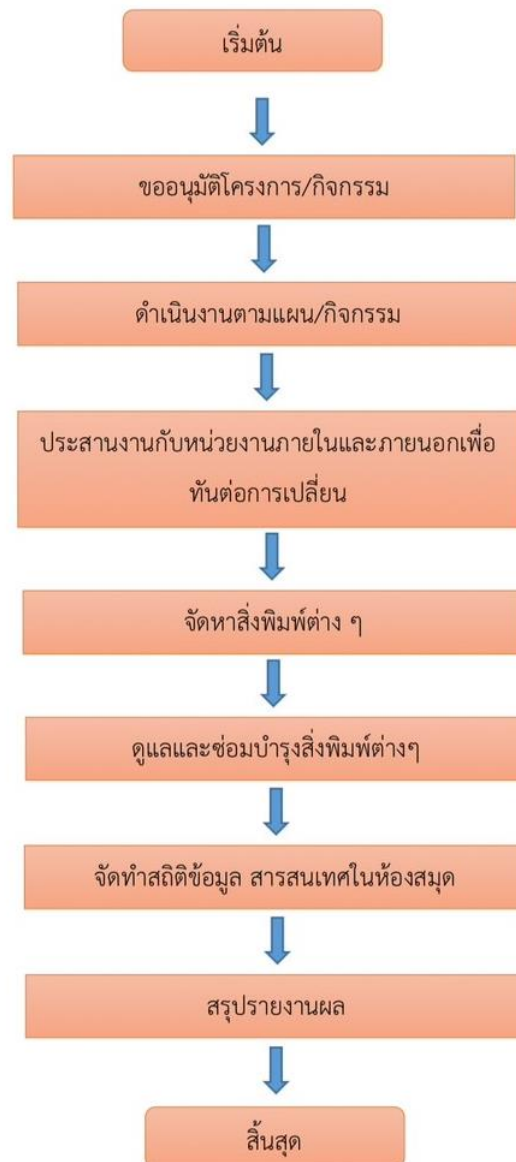 เริ่มต้น
ขออนุมัติโครงการ/กิจกรรม
ดำเนินงานตามแผน/กิจกรรม
ประสานงานกับหน่วยงานภายในและภายนอกเพื่อ
ทันต่อการเปลี่ยน
จัดหาสิ่งพิมพ์ต่าง ๆ
ดูแลและซ่อมบำรุงสิ่งพิมพ์ต่างๆ
จัดทำสถิติข้อมูล สารสนเทศในห้องสมุด
สรุปรายงานผล
สิ้นสุด